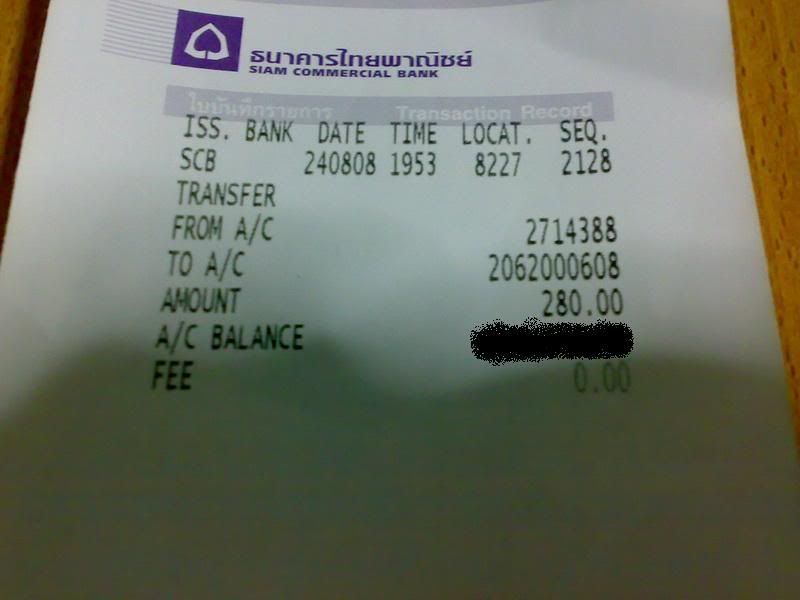 ธนาคารไทยพาณิชย์
SIAM COMMERCIAL BANK
ใบบันทึกรายการ Transaction Record
ISS. BANK DATE TIME LOCAT. SEQ.
SCB 240808 1953 8227 2128
TRANSFER
FROM A/C 2714388
TO A/C 2062000608
AMOUNT 280.00
A/C BALANCE
FEE 0.00